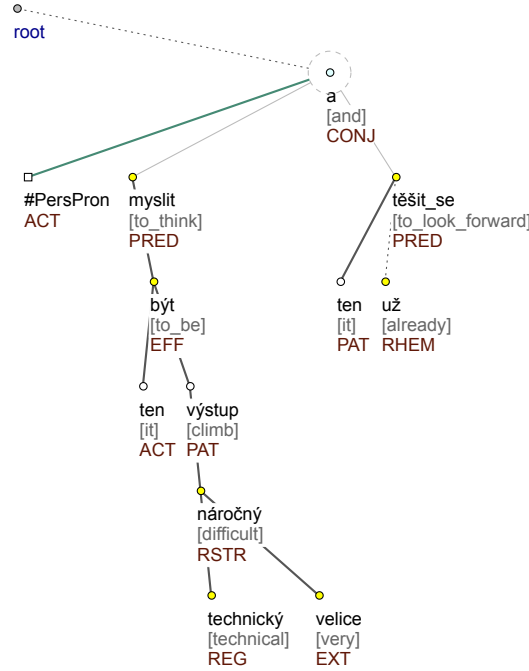 root
a
[and]
CONJ
#PersPron
ACT
myslit
[to_think]
PRED
těšit_se
[to_look_forward]
PRED
být
[to_be]
EFF
ten
[it]
PAT
už
[already]
RHEM
ten
[it]
ACT
výstup
[climb]
PAT
náročný
[difficult]
RSTR
technický
[technical]
REG
velice
[very]
EXT